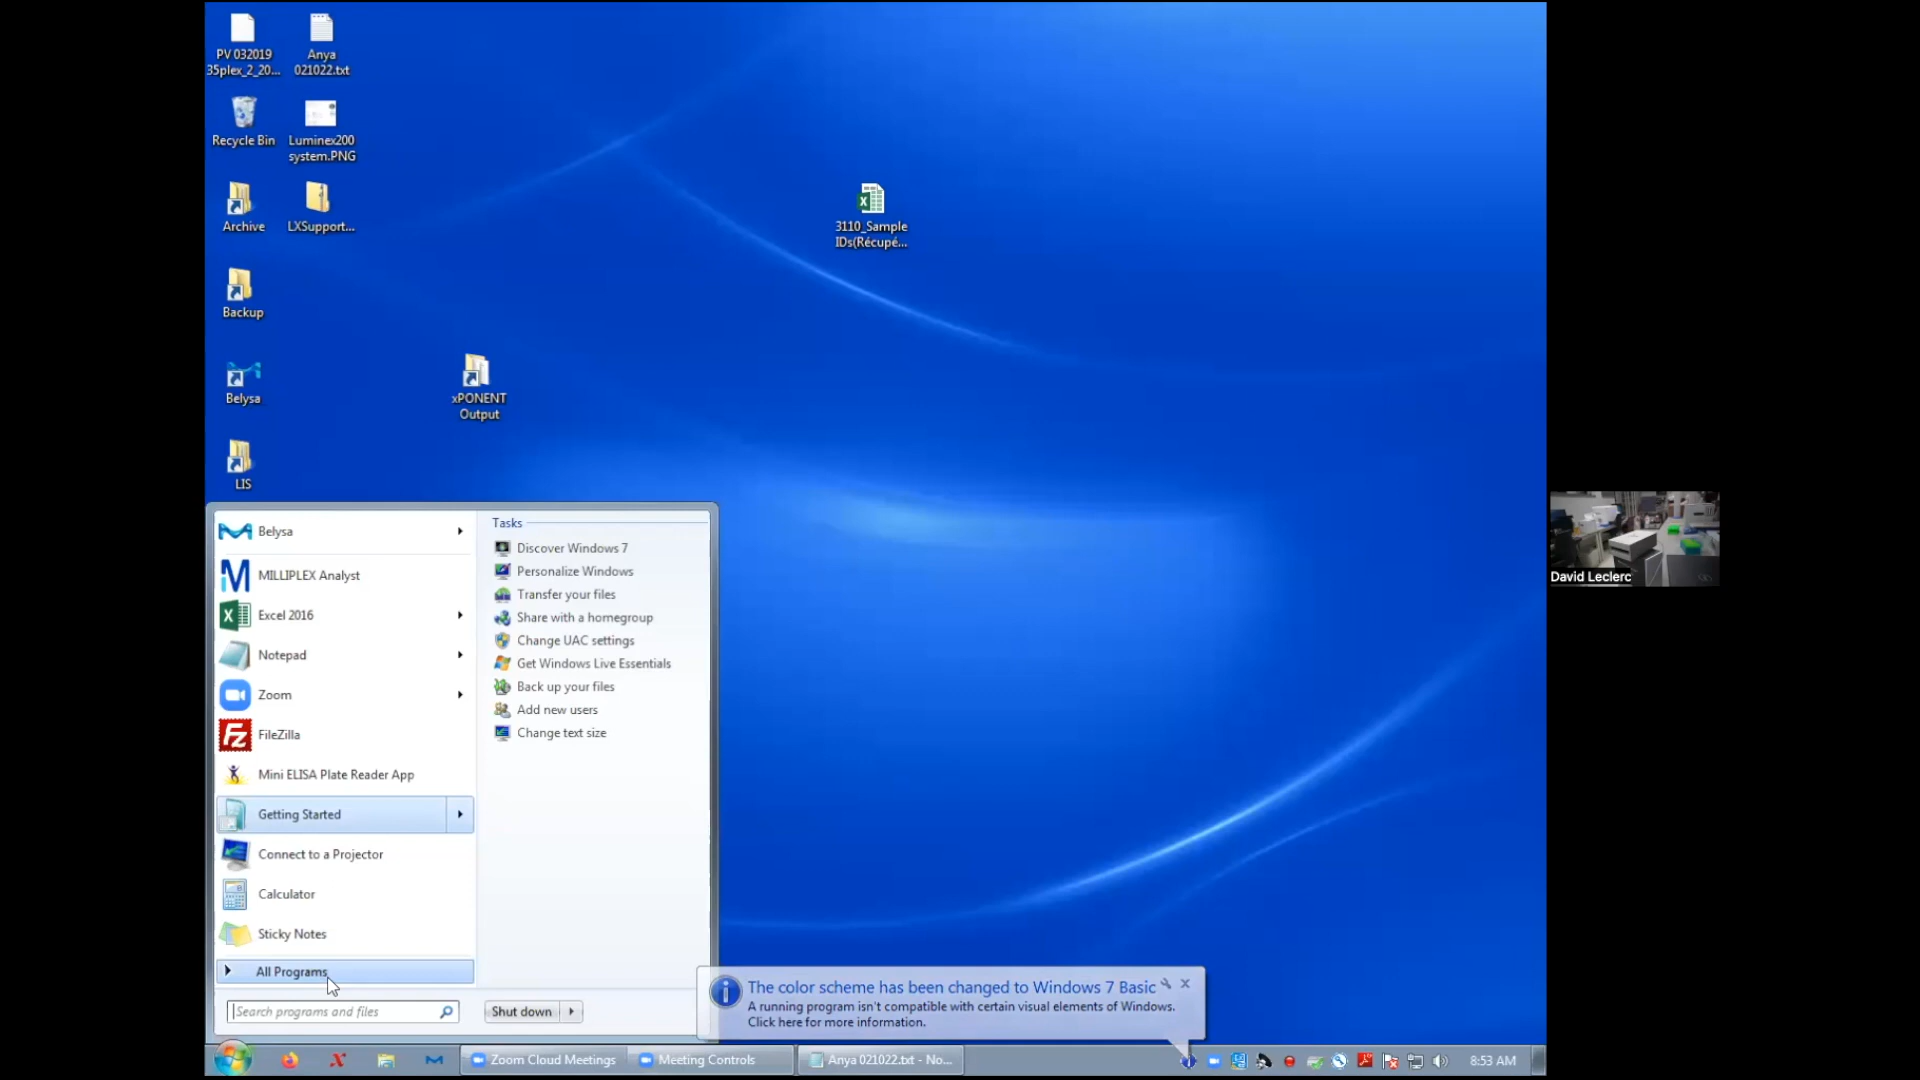 PV 032019
35plex_2_20...
Anya
021022.txt
Recycle Bin
Luminex200
system.PNG
Archive
LXSupport...
3110_Sample
IDs(Récupé...
Backup
Belysa
xPONENT
Output
LIS
Belysa
MILLIPLEX Analyst
Excel 2016
Notepad
Zoom
FileZilla
Mini ELISA Plate Reader App
Getting Started
Connect to a Projector
Calculator
Sticky Notes
All Programs
Search programs and files
Tasks
Discover Windows 7
Personalize Windows
Transfer your files
Share with a homegroup
Change UAC settings
Get Windows Live Essentials
Back up your files
Add new users
Change text size
Shut down
The color scheme has been changed to Windows 7 Basic
A running program isn't compatible with certain visual elements of Windows.
Click here for more information.
Zoom Cloud Meetings
Meeting Controls
Anya 021022.txt - No...
8:53 AM
David Leclerc